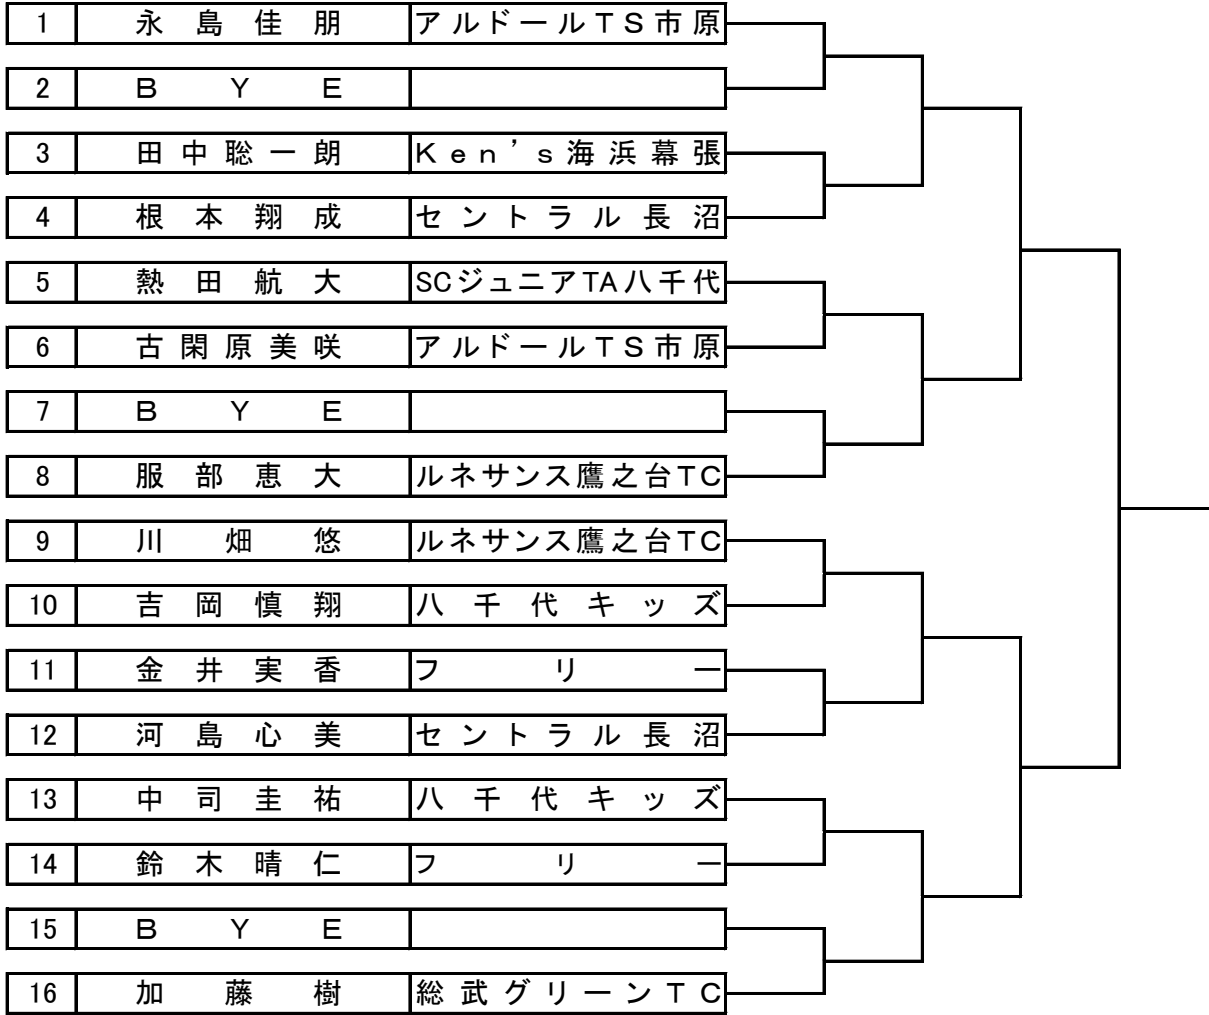 1 永島佳朋 アルドールTS市原
2 BYE
3 田中聡一朗 Ken's海浜幕張
4 根本翔成 セントラル長沼
5 熱田航大 SCジュニアTA八千代
6 古閑原美咲 アルドールTS市原
7 BYE
8 服部恵大 ルネサンス鷹之台TC
9 川畑悠 ルネサンス鷹之台TC
10 吉岡慎翔 八千代キッズ
11 金井実香 フリー
12 河島心美 セントラル長沼
13 中司圭祐 八千代キッズ
14 鈴木晴仁 フリー
15 BYE
16 加藤樹 総武グリーンTC